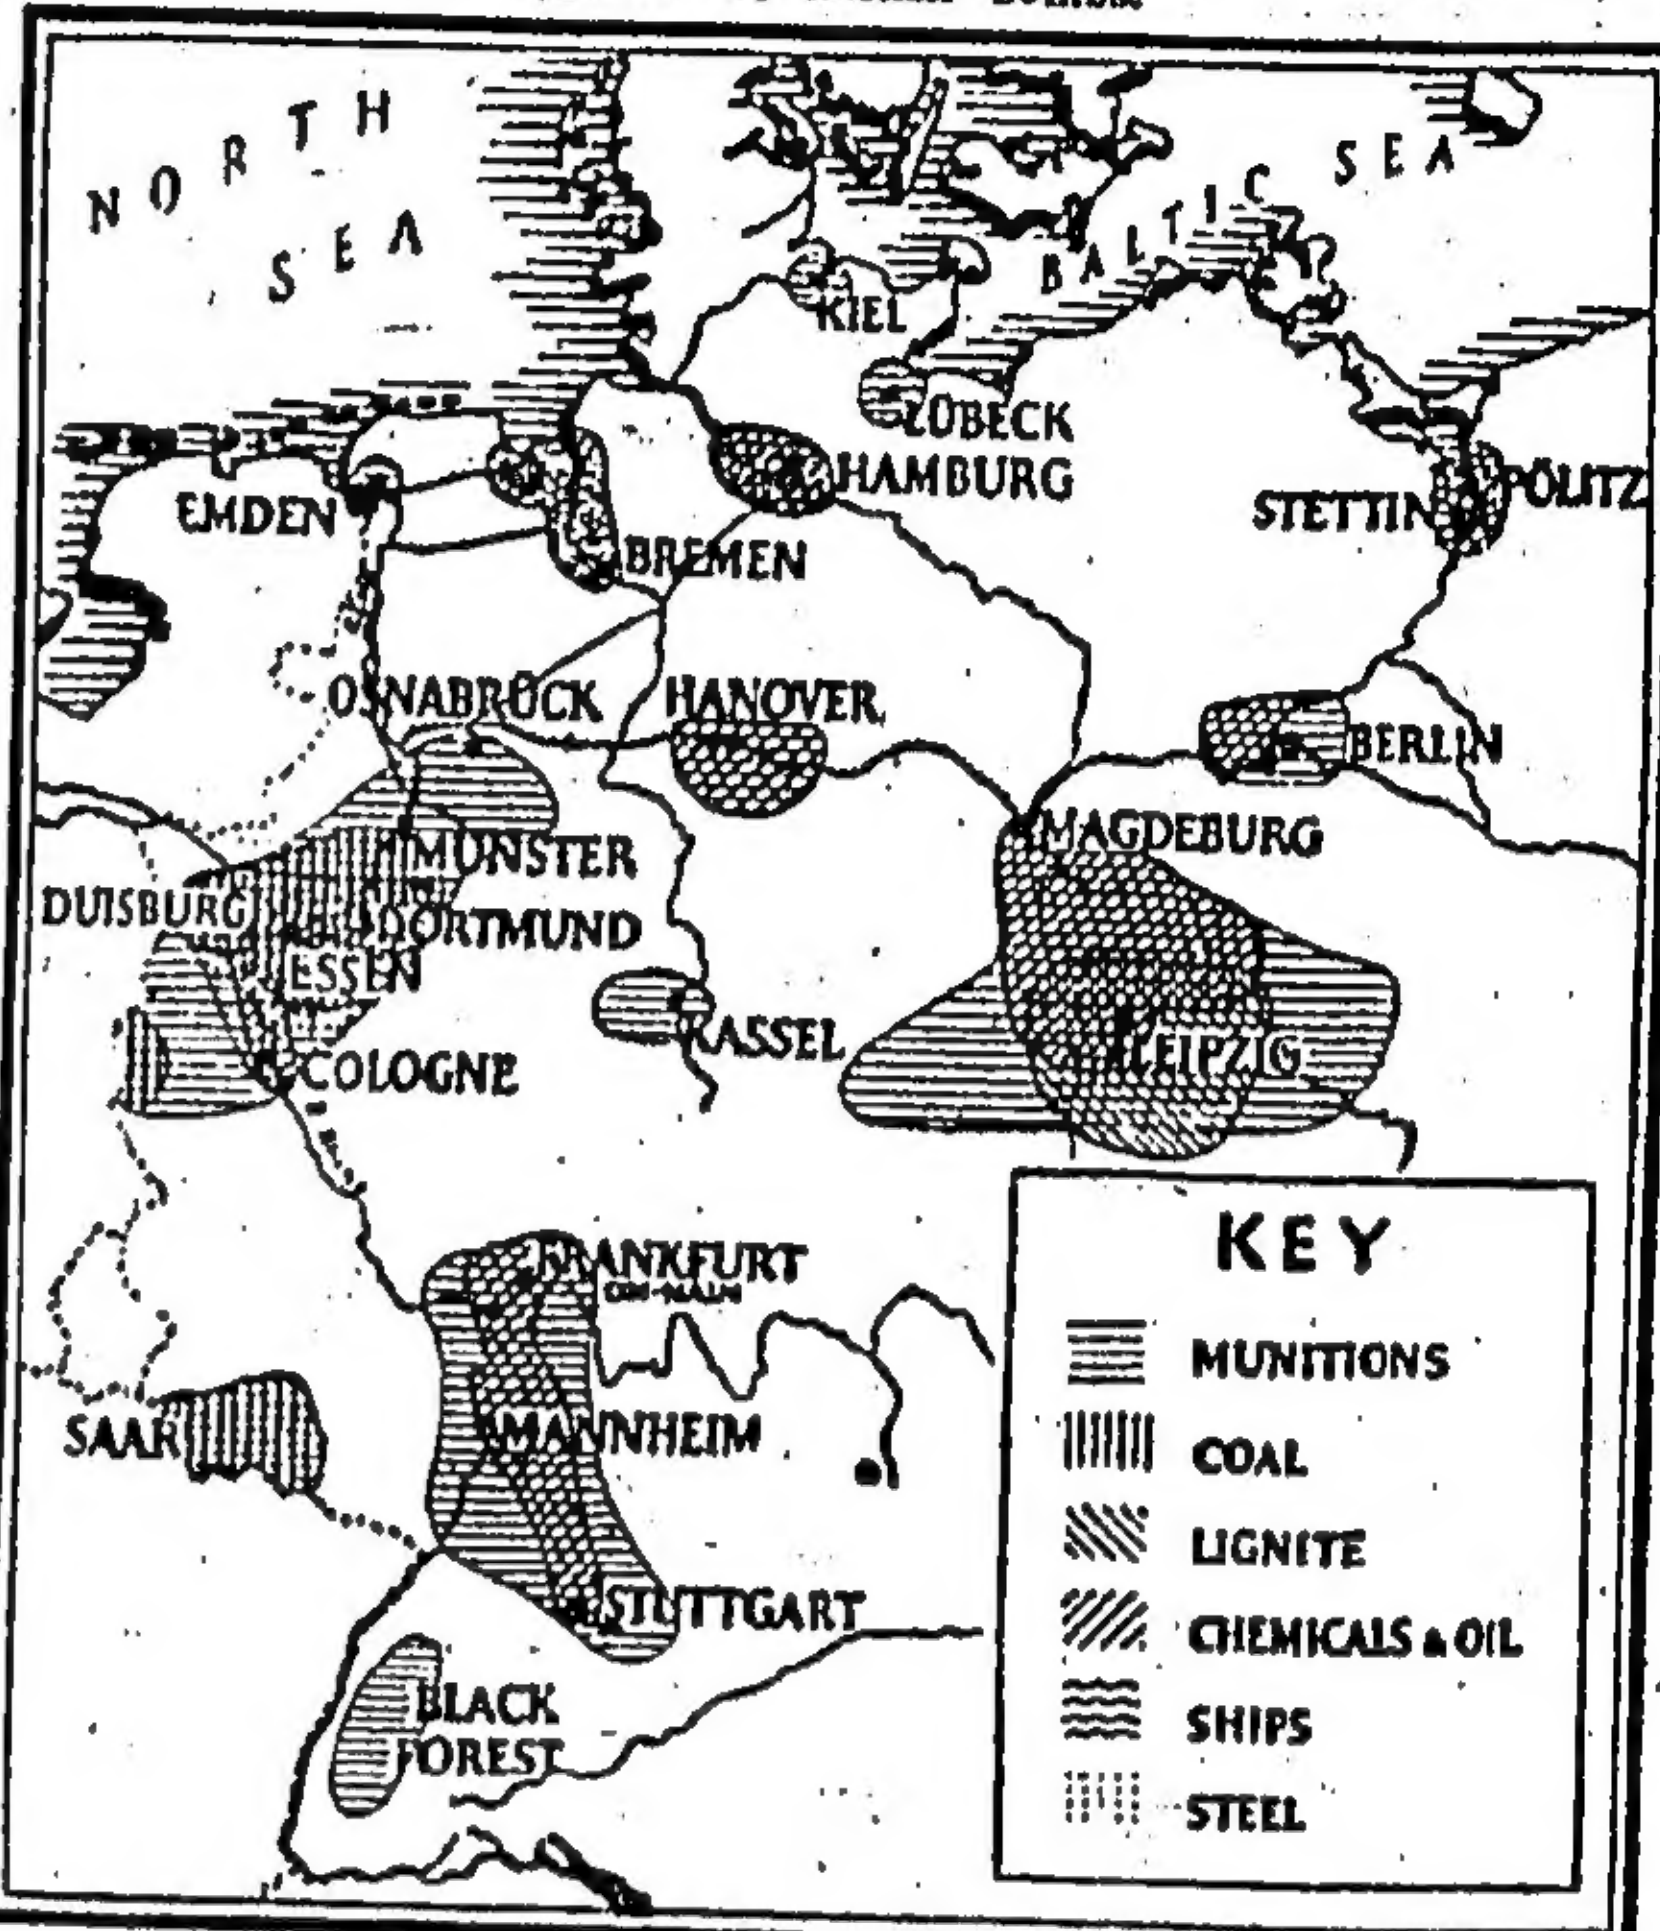 NORTH
SEA
BALTIC SEA
KIEL
LÜBECK
HAMBURG
EMDEN
BREMEN
STETTIN
PÖLITZ
OSNABRÜCK
HANOVER
BERLIN
MAGDEBURG
MÜNSTER
DUISBURG
DORTMUND
ESSEN
KASSEL
LEIPZIG
COLOGNE
FRANKFURT
ON-MAIN
SAAR
MANNHEIM
STUTTGART
BLACK
FOREST
KEY
MUNITIONS
COAL
LIGNITE
CHEMICALS & OIL
SHIPS
STEEL